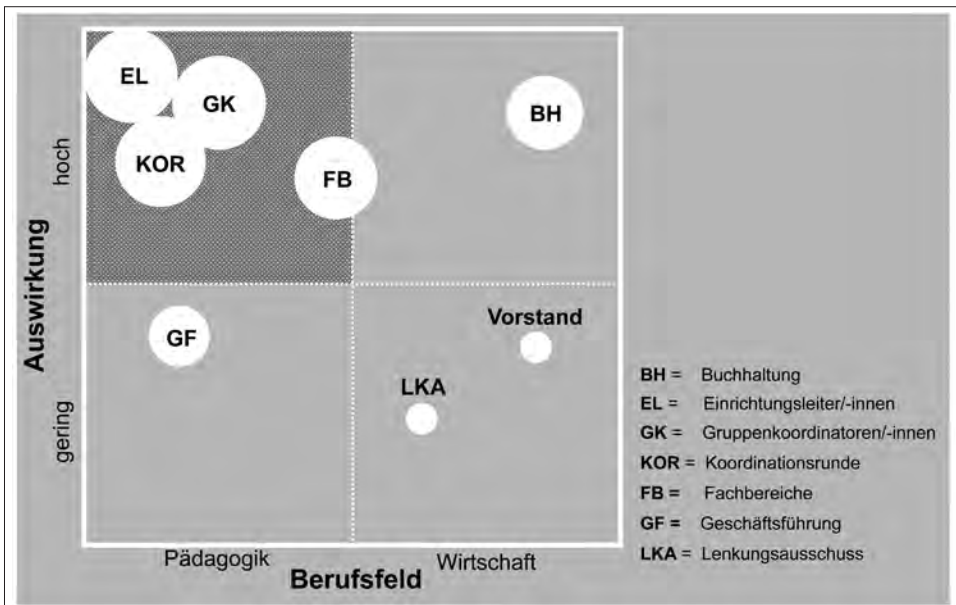 EL
GK
BH
KOR
FB
hoch
Auswirkung
Vorstand
GF
LKA
gering
BH = Buchhaltung
EL = Einrichtungsleiter/-innen
GK = Gruppenkoordinatoren/-innen
KOR = Koordinationsrunde
FB = Fachbereiche
GF = Geschäftsführung
LKA = Lenkungsausschuss
Pädagogik
Wirtschaft
Berufsfeld